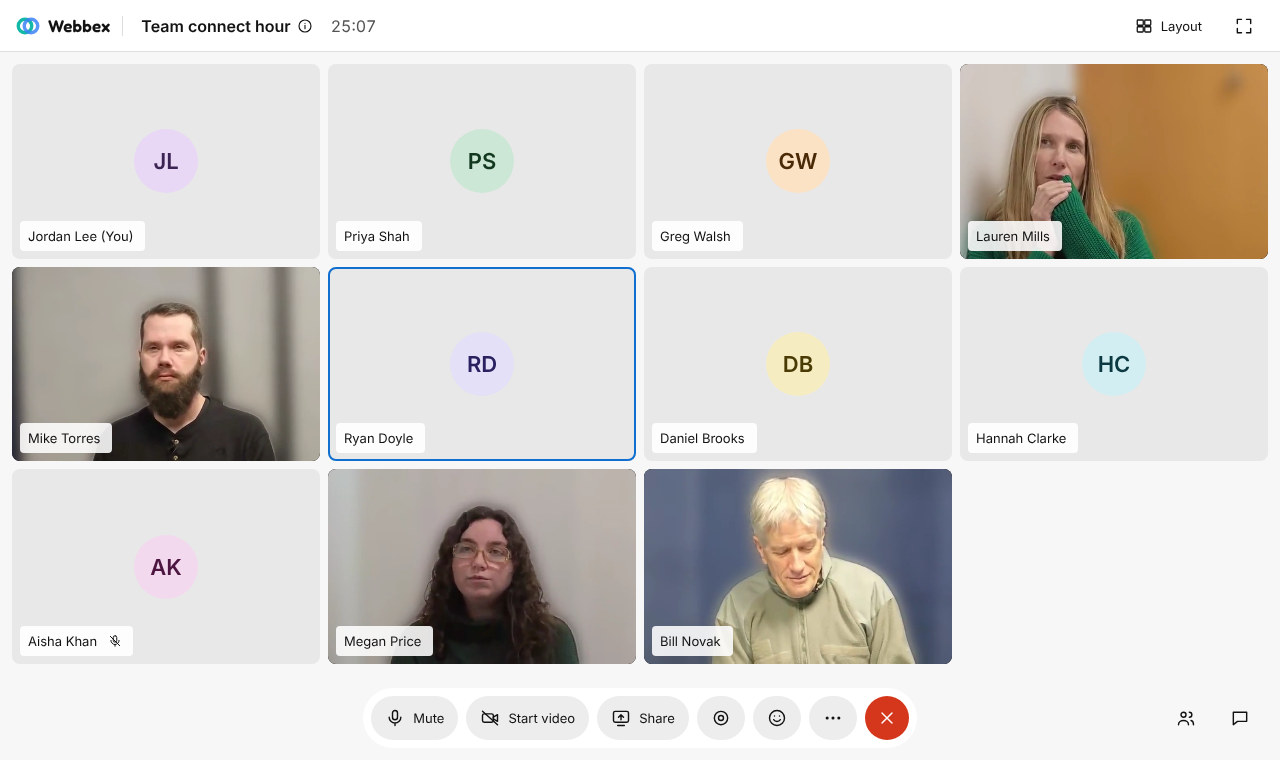 Webbex
Team connect hour
25:07
Layout
JL
Jordan Lee (You)
PS
Priya Shah
GW
Greg Walsh
Lauren Mills
Mike Torres
RD
Ryan Doyle
DB
Daniel Brooks
HC
Hannah Clarke
AK
Aisha Khan
Megan Price
Bill Novak
Mute
Start video
Share